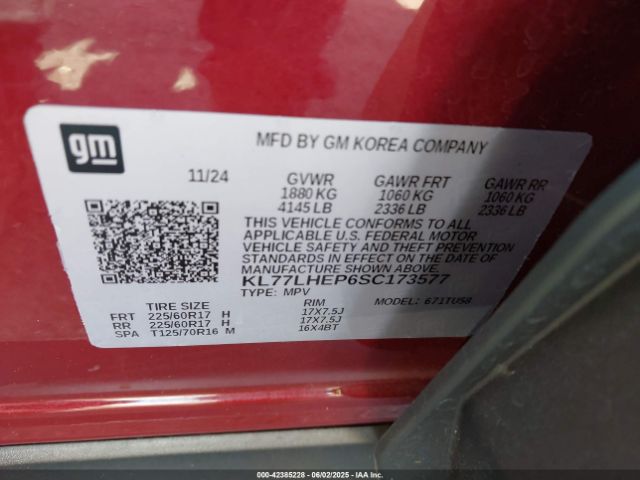 gm
MFD BY GM KOREA COMPANY
11/24 GVWR GAWR FRT GAWR RR
1880 KG 1060 KG 1060 KG
4145 LB 2336 LB 2336 LB
THIS VEHICLE CONFORMS TO ALL
APPLICABLE U.S. FEDERAL MOTOR
VEHICLE SAFETY AND THEFT PREVENTION
STANDARDS IN EFFECT ON THE DATE OF
MANUFACTURE SHOWN ABOVE.
KL77LHEP6SC173577
TYPE: MPV MODEL: 671TU58
TIRE SIZE RIM
FRT 225/60R17 H 17X7.5J
RR 225/60R17 H 17X7.5J
SPA T125/70R16 M 16X4BT
000-42385228 - 06/02/2025 - IAAI.COM